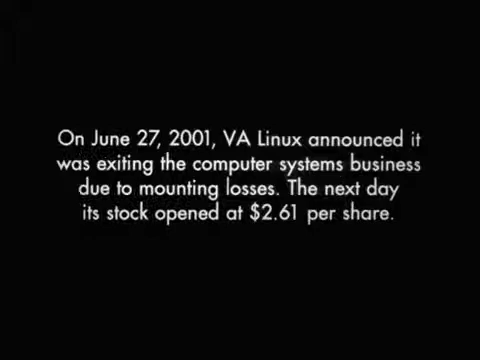 On June 27, 2001, VA Linux announced it
was exiting the computer systems business
due to mounting losses. The next day
its stock opened at $2.61 per share.